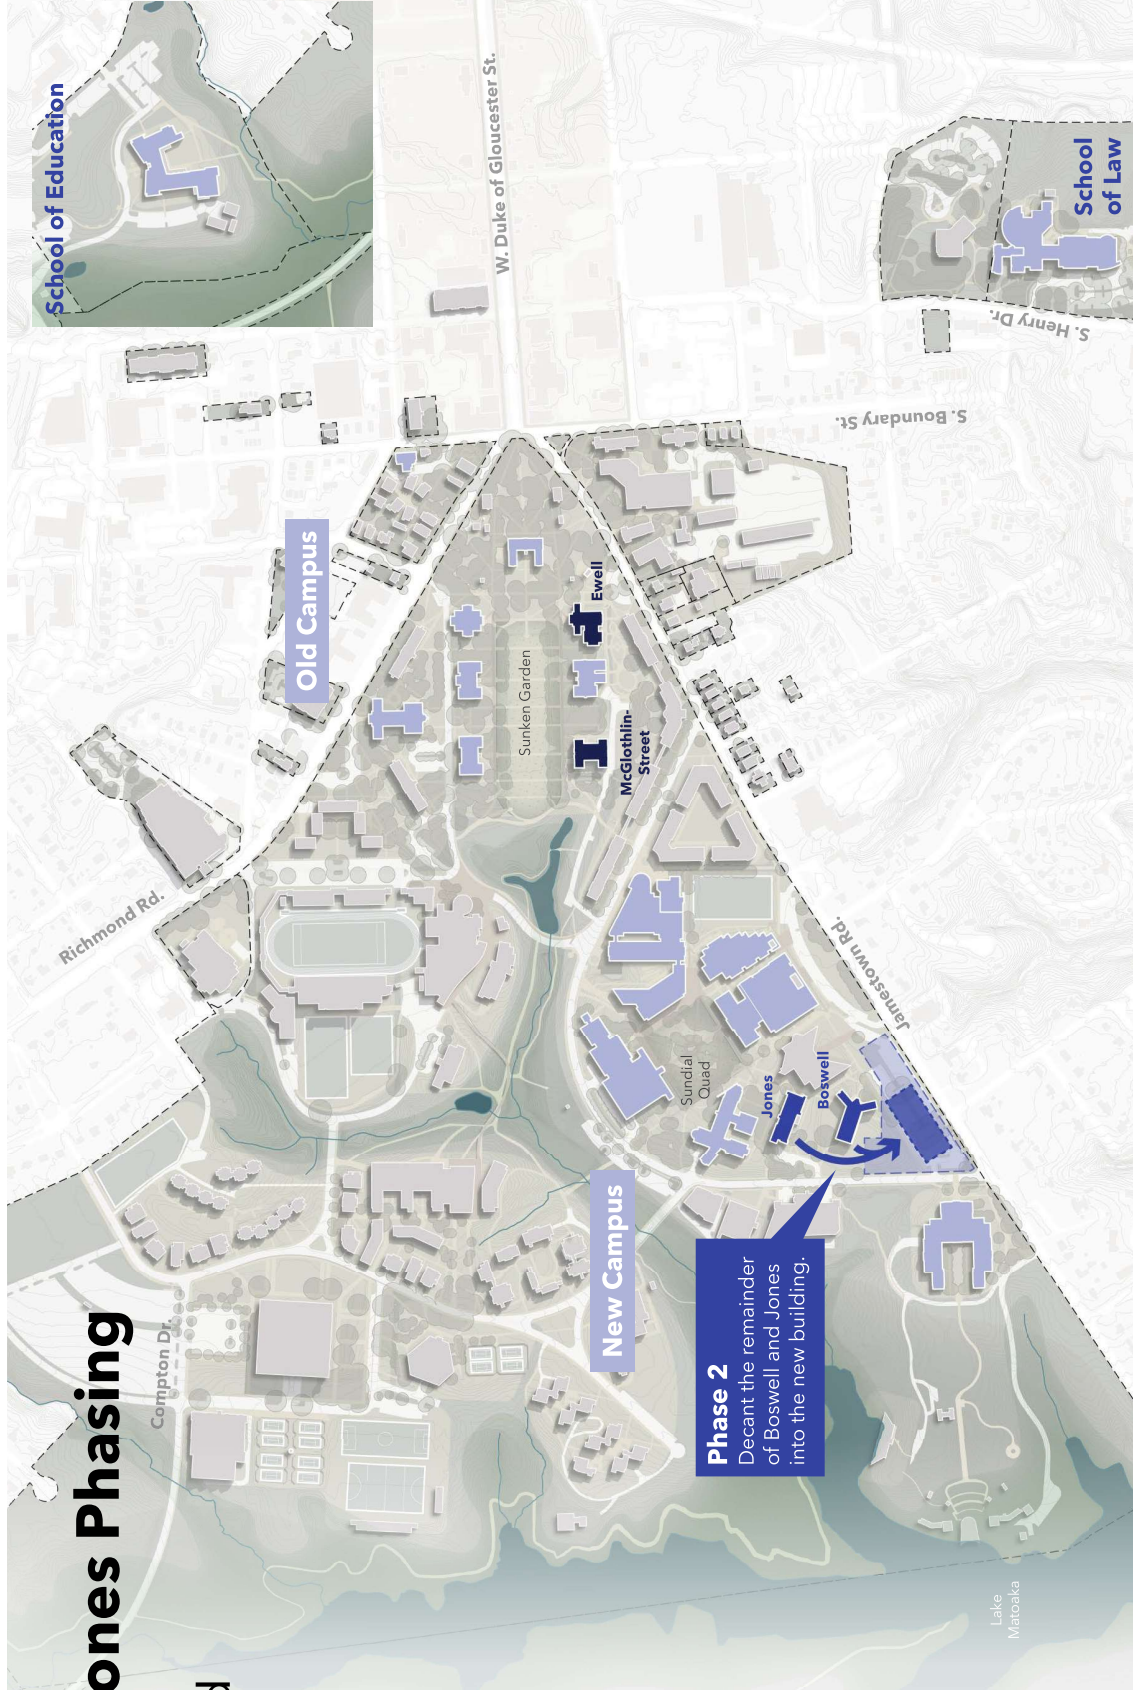 ones Phasing
d
School of Education
W. Duke of Gloucester St.
School
of Law
S. Henry Dr.
S. Boundary St.
Richmond Rd.
Old Campus
Ewell
Sunken Garden
McGlothlin-
Street
Jamestown Rd.
Sundial
Quad
Jones
Boswell
New Campus
Compton Dr.
Phase 2
Decant the remainder
of Boswell and Jones
into the new building.
Lake
Matoaka